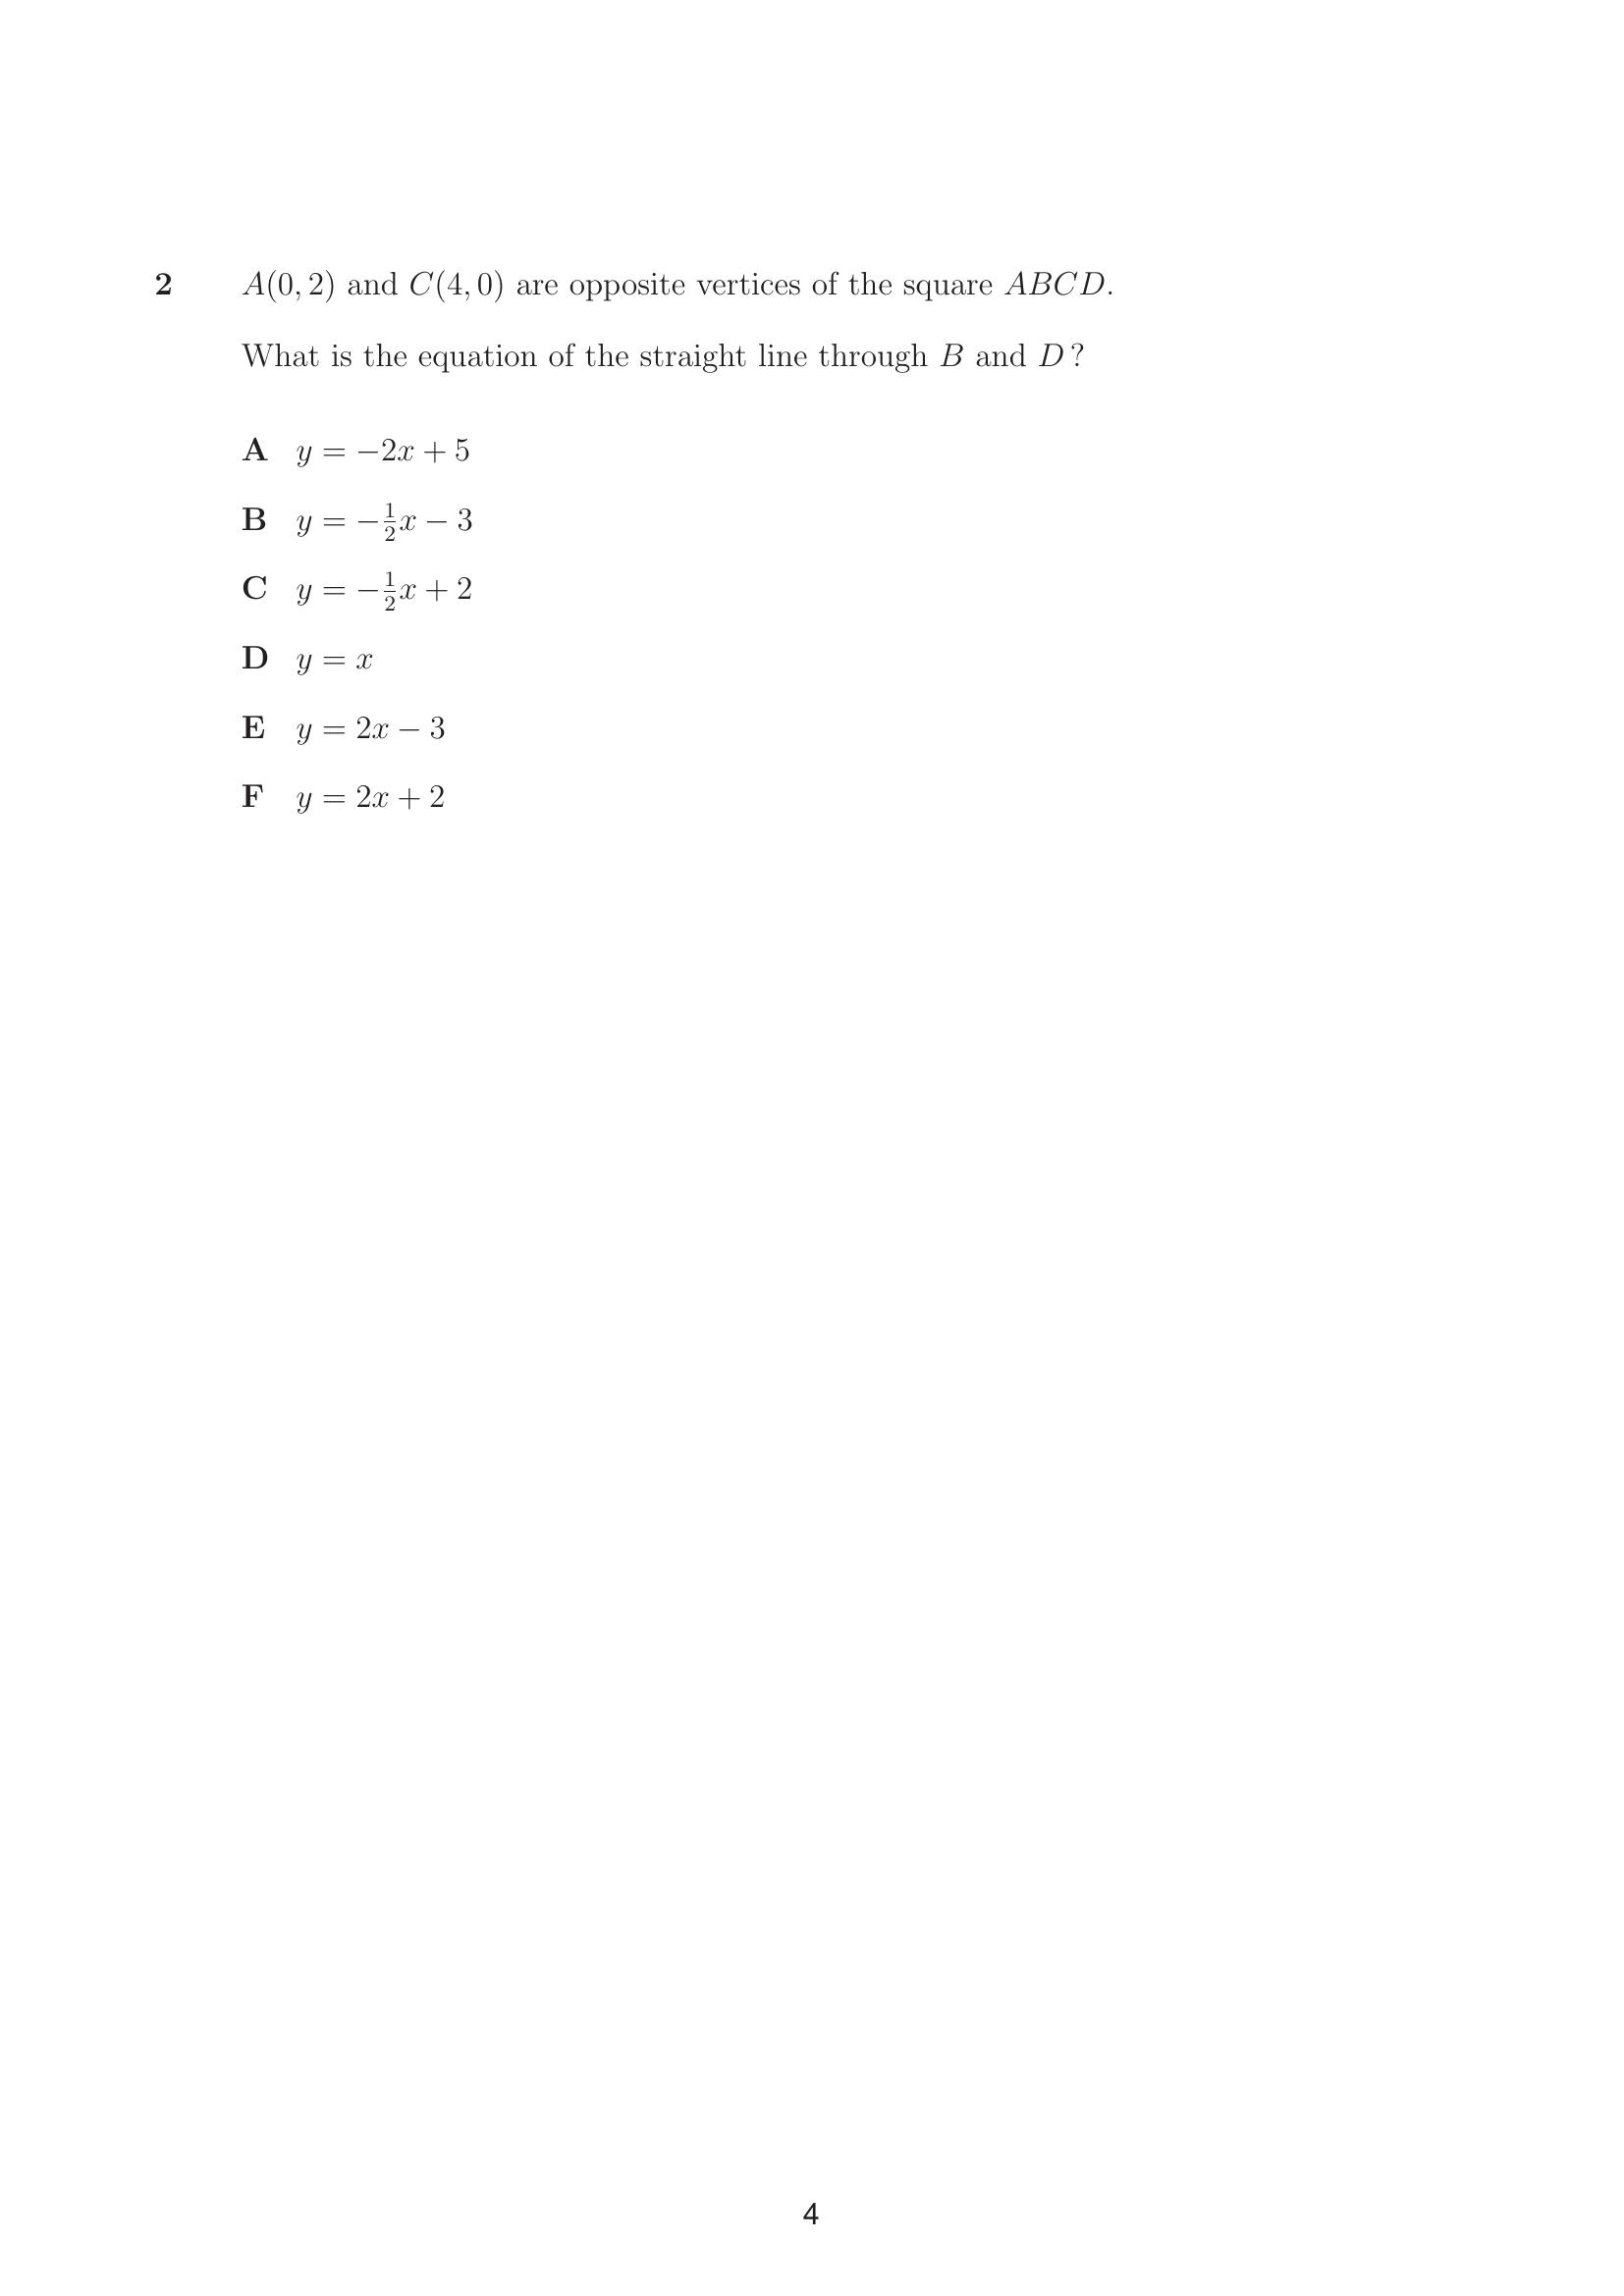 2 A(0, 2) and C(4, 0) are opposite vertices of the square ABCD.
What is the equation of the straight line through B and D ?
A y = −2x + 5
B y = −\frac{1}{2}x − 3
C y = −\frac{1}{2}x + 2
D y = x
E y = 2x − 3
F y = 2x + 2
4